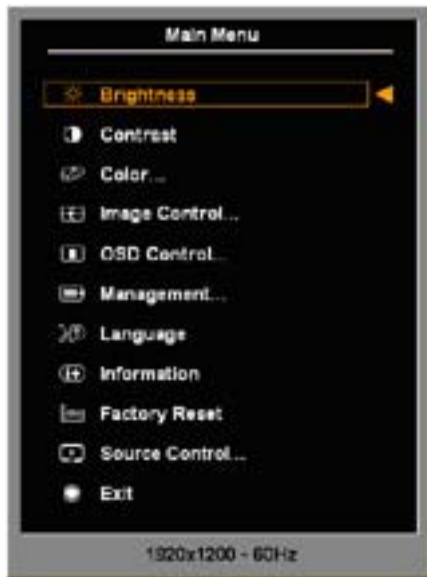 Main Menu
Brightness
Contrast
Color...
Image Control...
OSD Control...
Management...
Language
Information
Factory Reset
Source Control...
Exit
1920x1200 - 60Hz